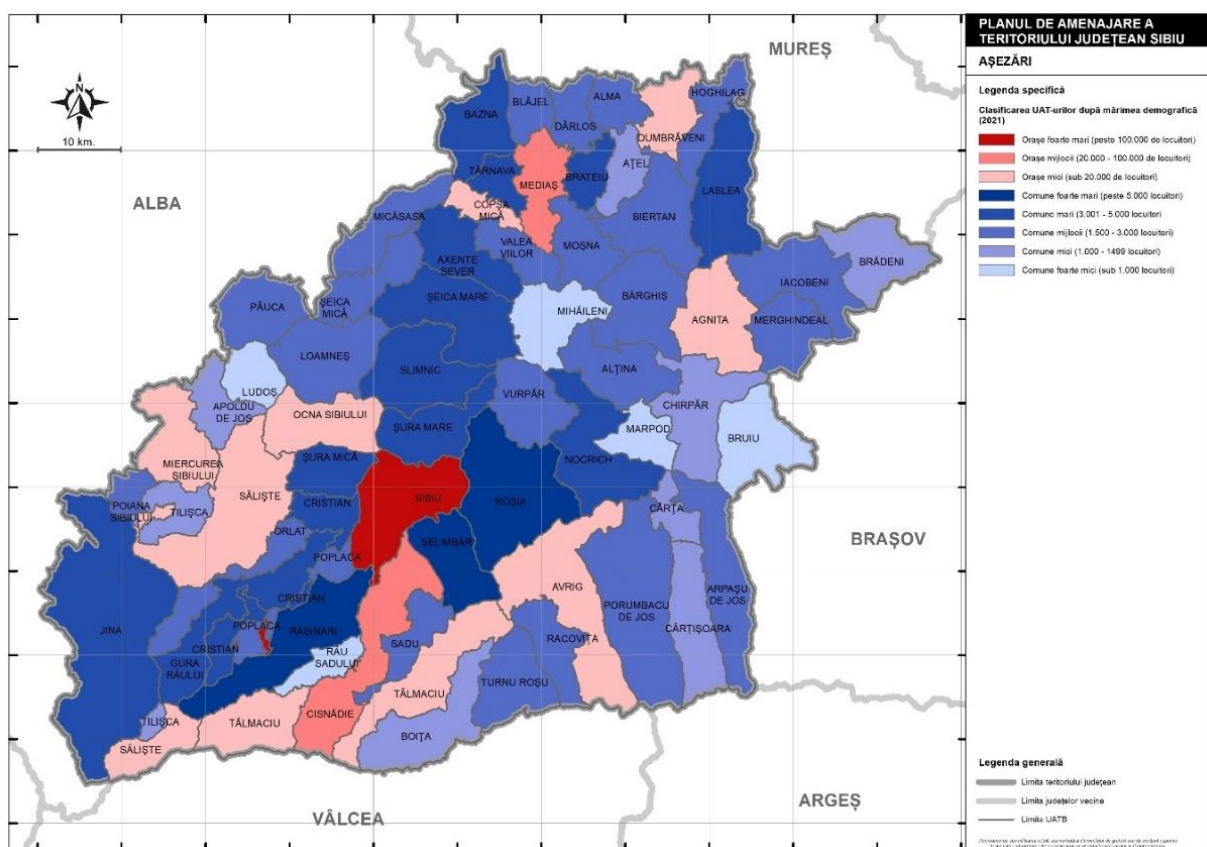 PLANUL DE AMENAJARE A
TERITORIULUI JUDEȚEAN SIBIU
AȘEZĂRI
Legenda specifică
Clasificarea UAT-urilor după mărimea demografică
(2021)
Orașe foarte mari (peste 100.000 de locuitori)
Orașe mijlocii (20.000 - 100.000 de locuitori)
Orașe mici (sub 20.000 de locuitori)
Comune foarte mari (peste 5.000 locuitori)
Comune mari (3.001 - 5.000 locuitori)
Comune mijlocii (1.500 - 3.000 locuitori)
Comune mici (1.000 - 1499 locuitori)
Comune foarte mici (sub 1.000 locuitori)
MUREȘ
10 km.
ALBA
BAZNA
BLĂJEL
ALMA
HOGHILAG
DÂRLOS
DUMBRĂVENI
TÂRNAVA
MEDIAȘ
BRATEIU
AȚEL
LASLEA
COPȘA
MICĂ
MICĂSASA
BIERTAN
VALEA
VIILOR
MOȘNA
AXENTE
SEVER
BRĂDENI
IACOBENI
PĂUCA
ȘEICA
MICĂ
ȘEICA MARE
BÂRGHIȘ
MIHĂILENI
AGNITA
MERGHINDEAL
LOAMNEȘ
SLIMNIC
ALȚINA
LUDOȘ
VURPĂR
APOLDU
DE JOS
OCNA SIBIULUI
CHIRPĂR
ȘURA MARE
MARPOD
BRUIU
MIERCUREA
SIBIULUI
ȘURA MICĂ
NOCRICH
SĂLIȘTE
SIBIU
ROȘIA
POIANA
SIBIULUI
TILIȘCA
CRISTIAN
CÂRȚA
ORLAT
ȘELIMBĂR
BRAȘOV
POPLACA
AVRIG
PORUMBACU
DE JOS
ARPAȘU
DE JOS
CRISTIAN
JINA
POPLACA
RĂȘINARI
CÂRȚIȘOARA
CRISTIAN
SADU
RACOVIȚA
GURA
RÂULUI
RÂU
SADULUI
TURNU ROȘU
TĂLMACIU
TILIȘCA
TĂLMACIU
CISNĂDIE
BOIȚA
SĂLIȘTE
ARGEȘ
VÂLCEA
Legenda generală
Limita teritoriului județean
Limita județelor vecine
Limita UATB